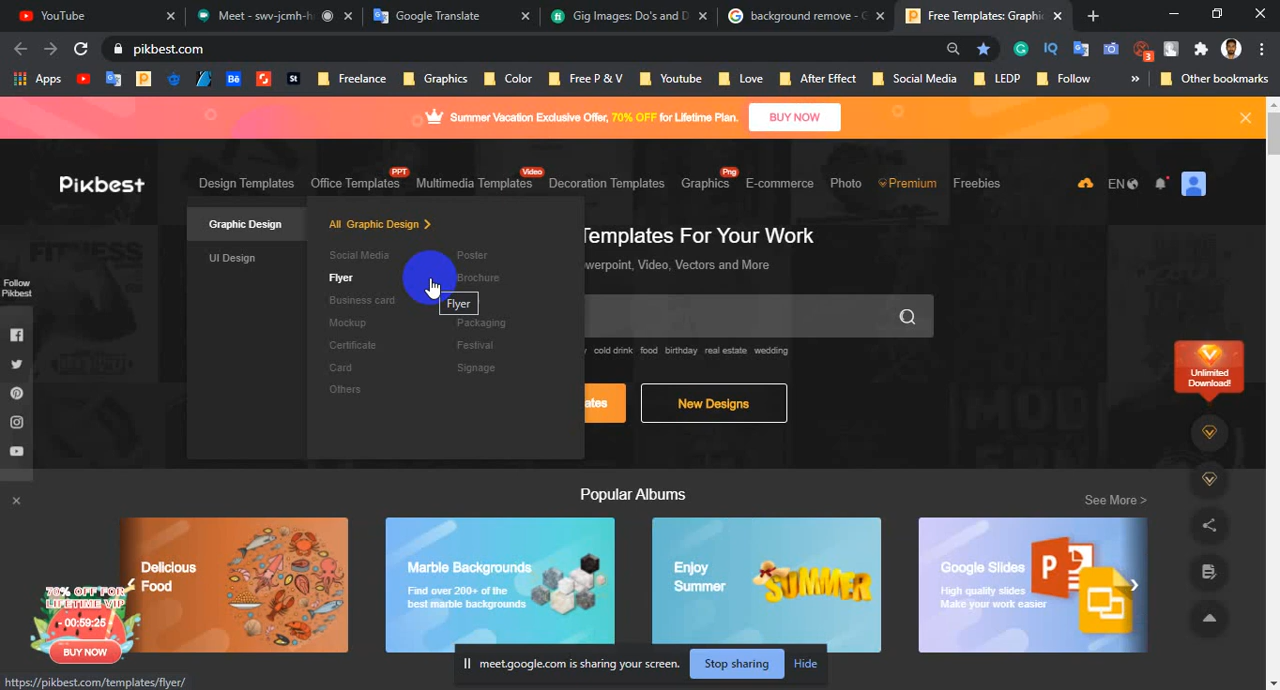 YouTube
Meet - swv-jcmh-h
Google Translate
Gig Images: Do's and D
background remove - G
Free Templates: Graphi
pikbest.com
Apps
Freelance
Graphics
Color
Free P & V
Youtube
Love
After Effect
Social Media
LEDP
Follow
Other bookmarks
Summer Vacation Exclusive Offer, 70% OFF for Lifetime Plan.
BUY NOW
Pikbest
Design Templates
Office Templates
PPT
Multimedia Templates
Video
Decoration Templates
Graphics
Png
E-commerce
Photo
Premium
Freebies
EN
Graphic Design
UI Design
All Graphic Design >
Social Media
Poster
Flyer
Brochure
Business card
Flyer
Mockup
Packaging
Certificate
Festival
Card
Signage
Others
Templates For Your Work
owerpoint, Video, Vectors and More
cold drink food birthday real estate wedding
ates
New Designs
Follow
Pikbest
Unlimited
Download!
Popular Albums
See More >
Delicious
Food
Marble Backgrounds
Find over 200+ of the
best marble backgrounds
Enjoy
Summer
SUMMER
Google Slides
High quality slides
Make your work easier
70% OFF FOR
LIFETIME VIP
- 00:59:25 -
BUY NOW
meet.google.com is sharing your screen.
Stop sharing
Hide
https://pikbest.com/templates/flyer/